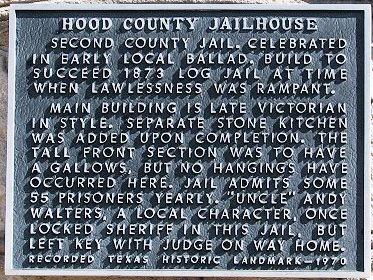 HOOD COUNTY JAILHOUSE
SECOND COUNTY JAIL. CELEBRATED
IN EARLY LOCAL BALLAD. BUILT TO
SUCCEED 1873 LOG JAIL AT TIME
WHEN LAWLESSNESS WAS RAMPANT.
MAIN BUILDING IS LATE VICTORIAN
IN STYLE. SEPARATE STONE KITCHEN
WAS ADDED UPON COMPLETION. THE
TALL FRONT SECTION WAS TO HAVE
A GALLOWS, BUT NO HANGINGS HAVE
OCCURRED HERE. JAIL ADMITS SOME
55 PRISONERS YEARLY. "UNCLE" ANDY
WALTERS, A LOCAL CHARACTER, ONCE
LOCKED SHERIFF IN THIS JAIL, BUT
LEFT KEY WITH JUDGE ON WAY HOME.
RECORDED TEXAS HISTORIC LANDMARK—1970